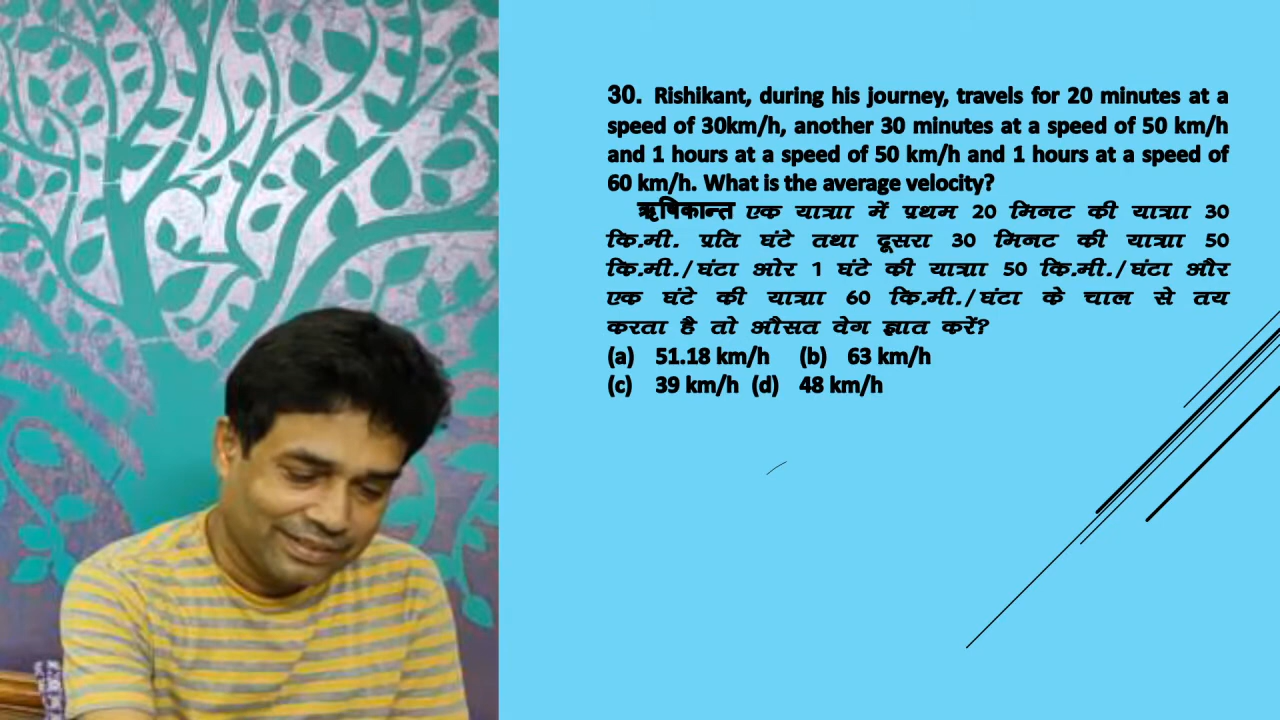 30. Rishikant, during his journey, travels for 20 minutes at a
speed of 30km/h, another 30 minutes at a speed of 50 km/h
and 1 hours at a speed of 50 km/h and 1 hours at a speed of
60 km/h. What is the average velocity?
ऋषिकान्त एक यात्राा में प्रथम 20 मिनट की यात्राा 30
कि.मी. प्रति घंटे तथा दूसरा 30 मिनट की यात्राा 50
कि.मी./घंटा ओर 1 घंटे की यात्राा 50 कि.मी./घंटा और
एक घंटे की यात्राा 60 कि.मी./घंटा के चाल से तय
करता है तो औसत वेग ज्ञात करें?
(a) 51.18 km/h (b) 63 km/h
(c) 39 km/h (d) 48 km/h